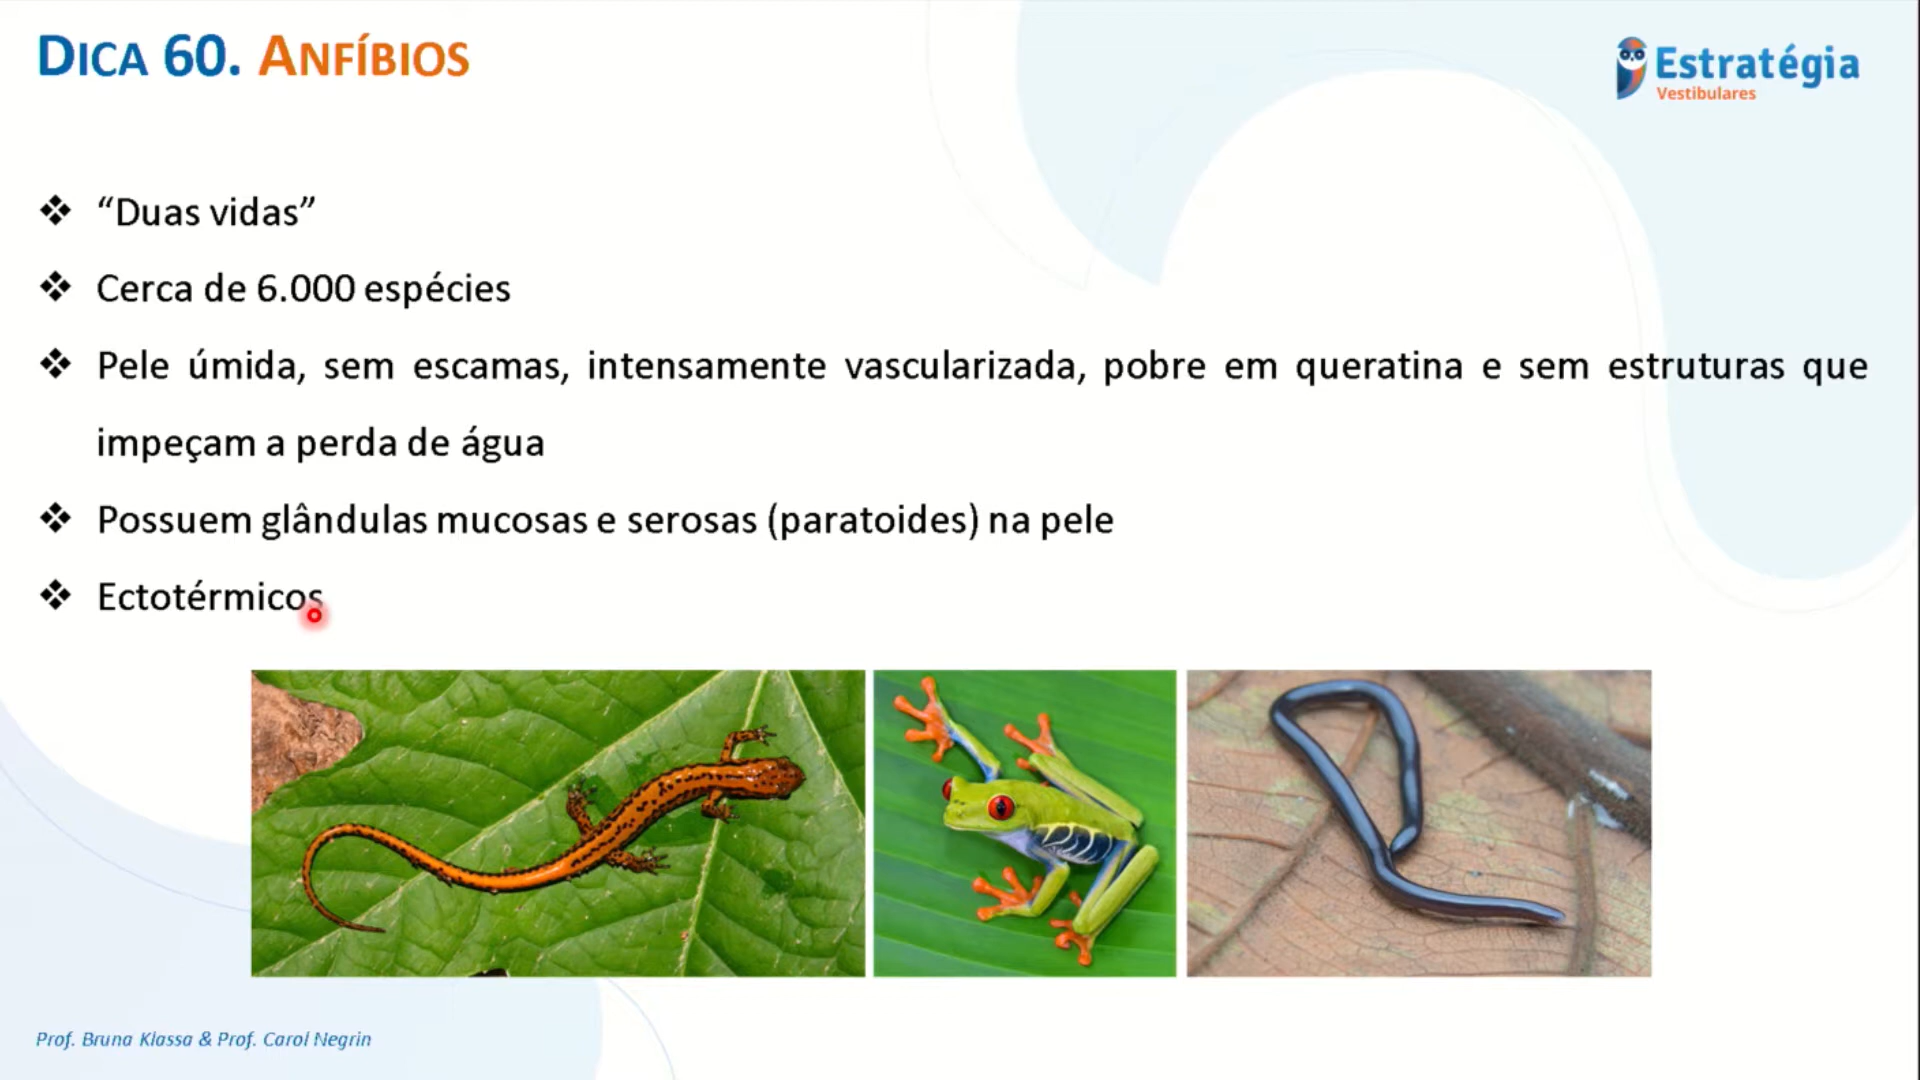 DICA 60. ANFÍBIOS
Estratégia
Vestibulares
❖ “Duas vidas”
❖ Cerca de 6.000 espécies
❖ Pele úmida, sem escamas, intensamente vascularizada, pobre em queratina e sem estruturas que
impeçam a perda de água
❖ Possuem glândulas mucosas e serosas (paratoides) na pele
❖ Ectotérmicos
Prof. Bruna Klassa & Prof. Carol Negrin